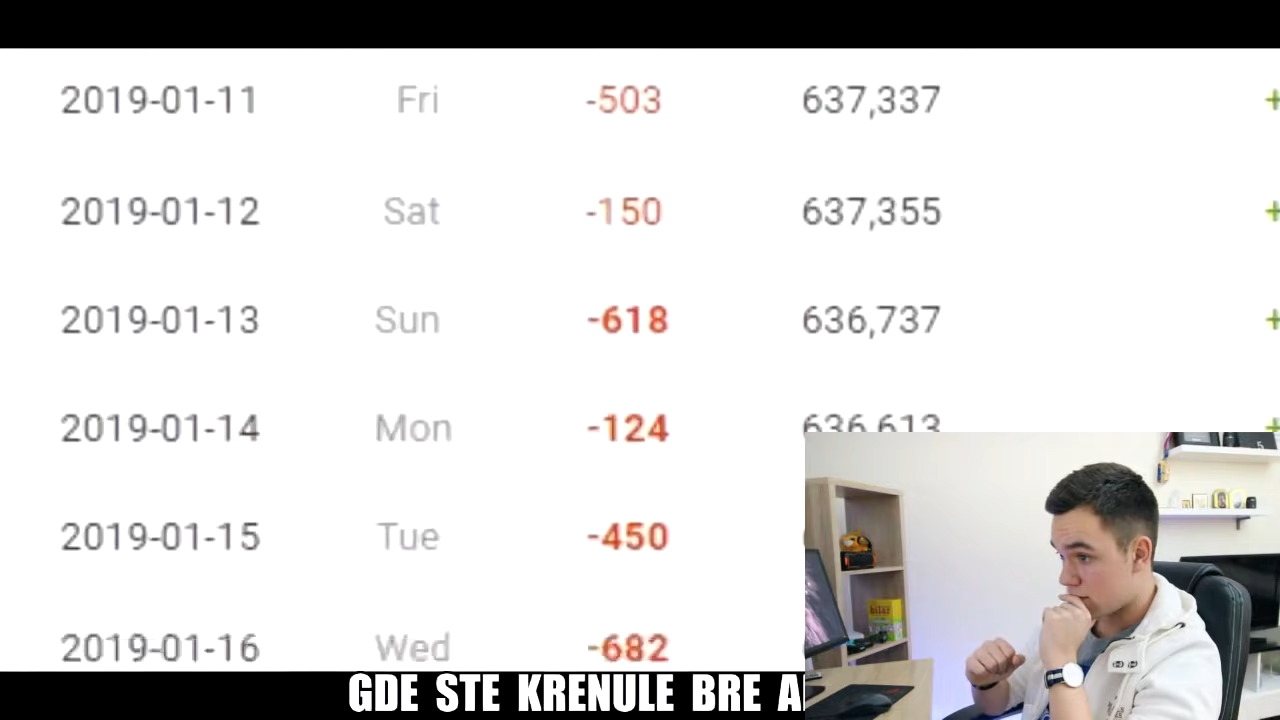 2019-01-11 Fri -503 637,337 +
2019-01-12 Sat -150 637,355 +
2019-01-13 Sun -618 636,737 +
2019-01-14 Mon -124 636,613 +
2019-01-15 Tue -450
2019-01-16 Wed -682
GDE STE KRENULE BRE